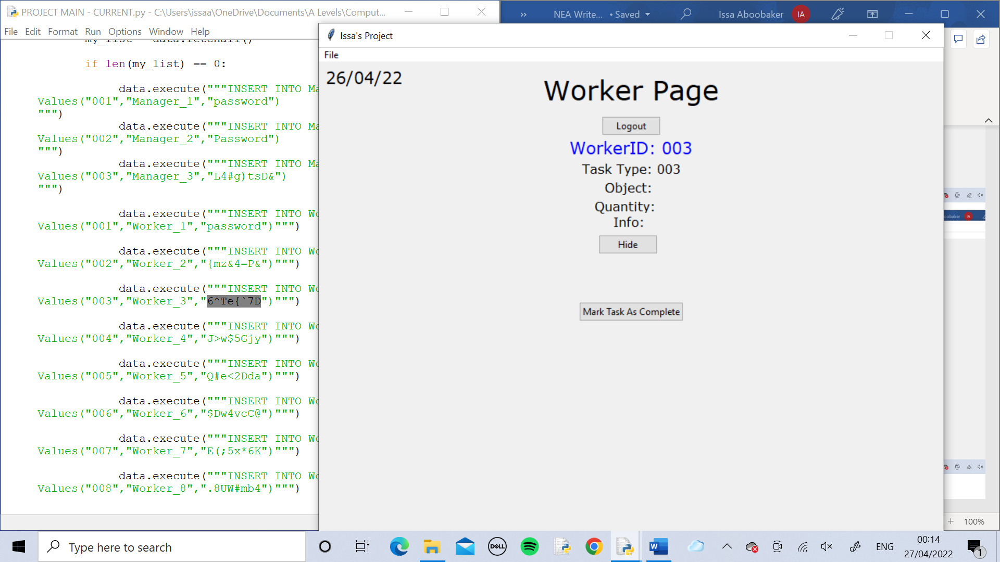 PROJECT MAIN - CURRENT.py - C:\Users\issaa\OneDrive\Documents\A Levels\Comput...
File Edit Format Run Options Window Help
my_list = data.fetchall()
if len(my_list) == 0:
data.execute("""INSERT INTO Ma
Values("001","Manager_1","password")
""")
data.execute("""INSERT INTO Ma
Values("002","Manager_2","Password")
""")
data.execute("""INSERT INTO Ma
Values("003","Manager_3","L4#g)tsD&")
""")
data.execute("""INSERT INTO Wo
Values("001","Worker_1","password")""")
data.execute("""INSERT INTO Wo
Values("002","Worker_2","{mz&4=P&")""")
data.execute("""INSERT INTO Wo
Values("003","Worker_3","6^Te{`7D")""")
data.execute("""INSERT INTO Wo
Values("004","Worker_4","J>w$5Gjy")""")
data.execute("""INSERT INTO Wo
Values("005","Worker_5","Q#e<2Dda")""")
data.execute("""INSERT INTO Wo
Values("006","Worker_6","$Dw4vcC@")""")
data.execute("""INSERT INTO Wo
Values("007","Worker_7","E(;5x*6K")""")
data.execute("""INSERT INTO Wo
Values("008","Worker_8",".8UW#mb4")""")
NEA Write... • Saved
Issa Aboobaker
IA
Issa's Project
File
26/04/22
Worker Page
Logout
WorkerID: 003
Task Type: 003
Object:
Quantity:
Info:
Hide
Mark Task As Complete
oobaker IA
100%
Type here to search
DELL
W
ENG
00:14
27/04/2022
1